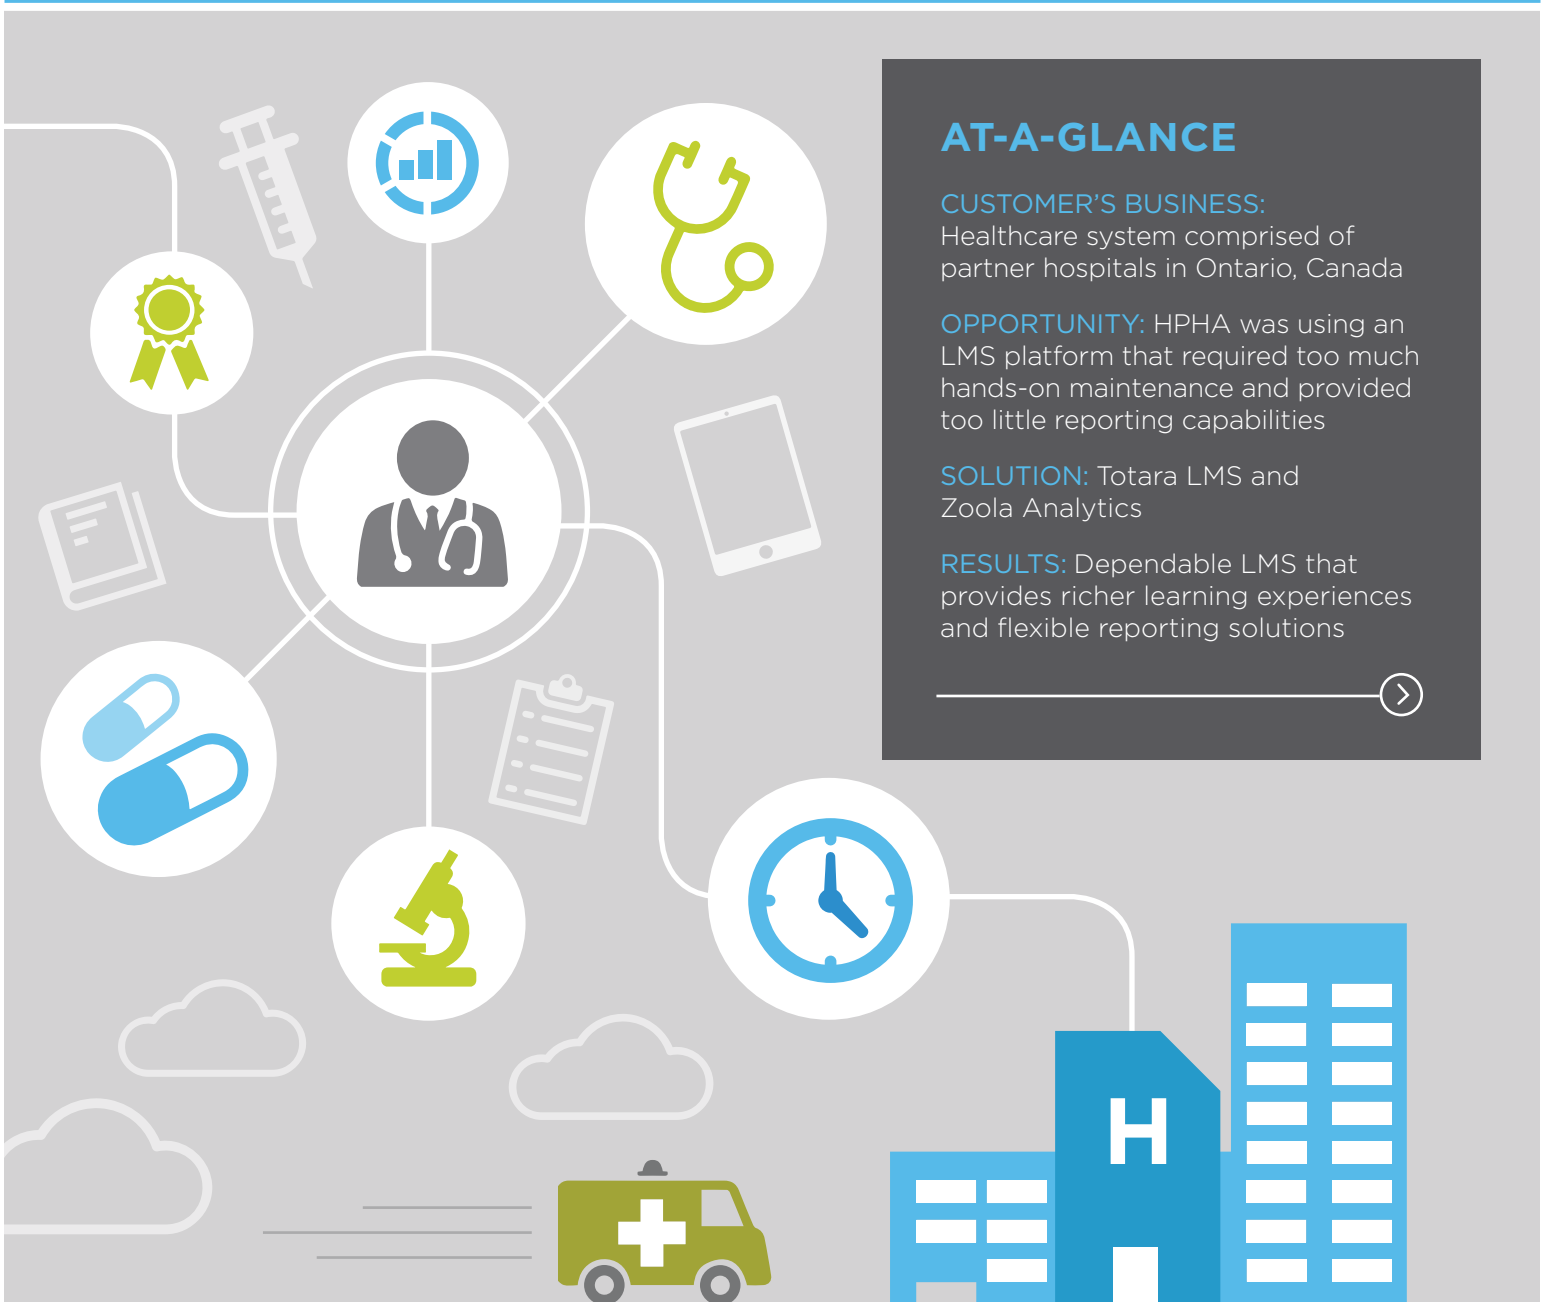 AT-A-GLANCE
CUSTOMER’S BUSINESS:
Healthcare system comprised of
partner hospitals in Ontario, Canada
OPPORTUNITY: HPHA was using an
LMS platform that required too much
hands-on maintenance and provided
too little reporting capabilities
SOLUTION: Totara LMS and
Zoola Analytics
RESULTS: Dependable LMS that
provides richer learning experiences
and flexible reporting solutions
H